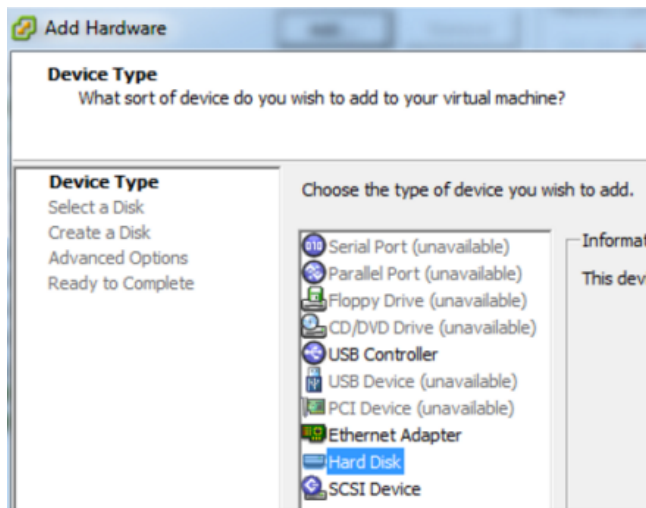 Add Hardware
Device Type
What sort of device do you wish to add to your virtual machine?
Device Type
Select a Disk
Create a Disk
Advanced Options
Ready to Complete
Choose the type of device you wish to add.
Serial Port (unavailable)
Parallel Port (unavailable)
Floppy Drive (unavailable)
CD/DVD Drive (unavailable)
USB Controller
USB Device (unavailable)
PCI Device (unavailable)
Ethernet Adapter
Hard Disk
SCSI Device
This